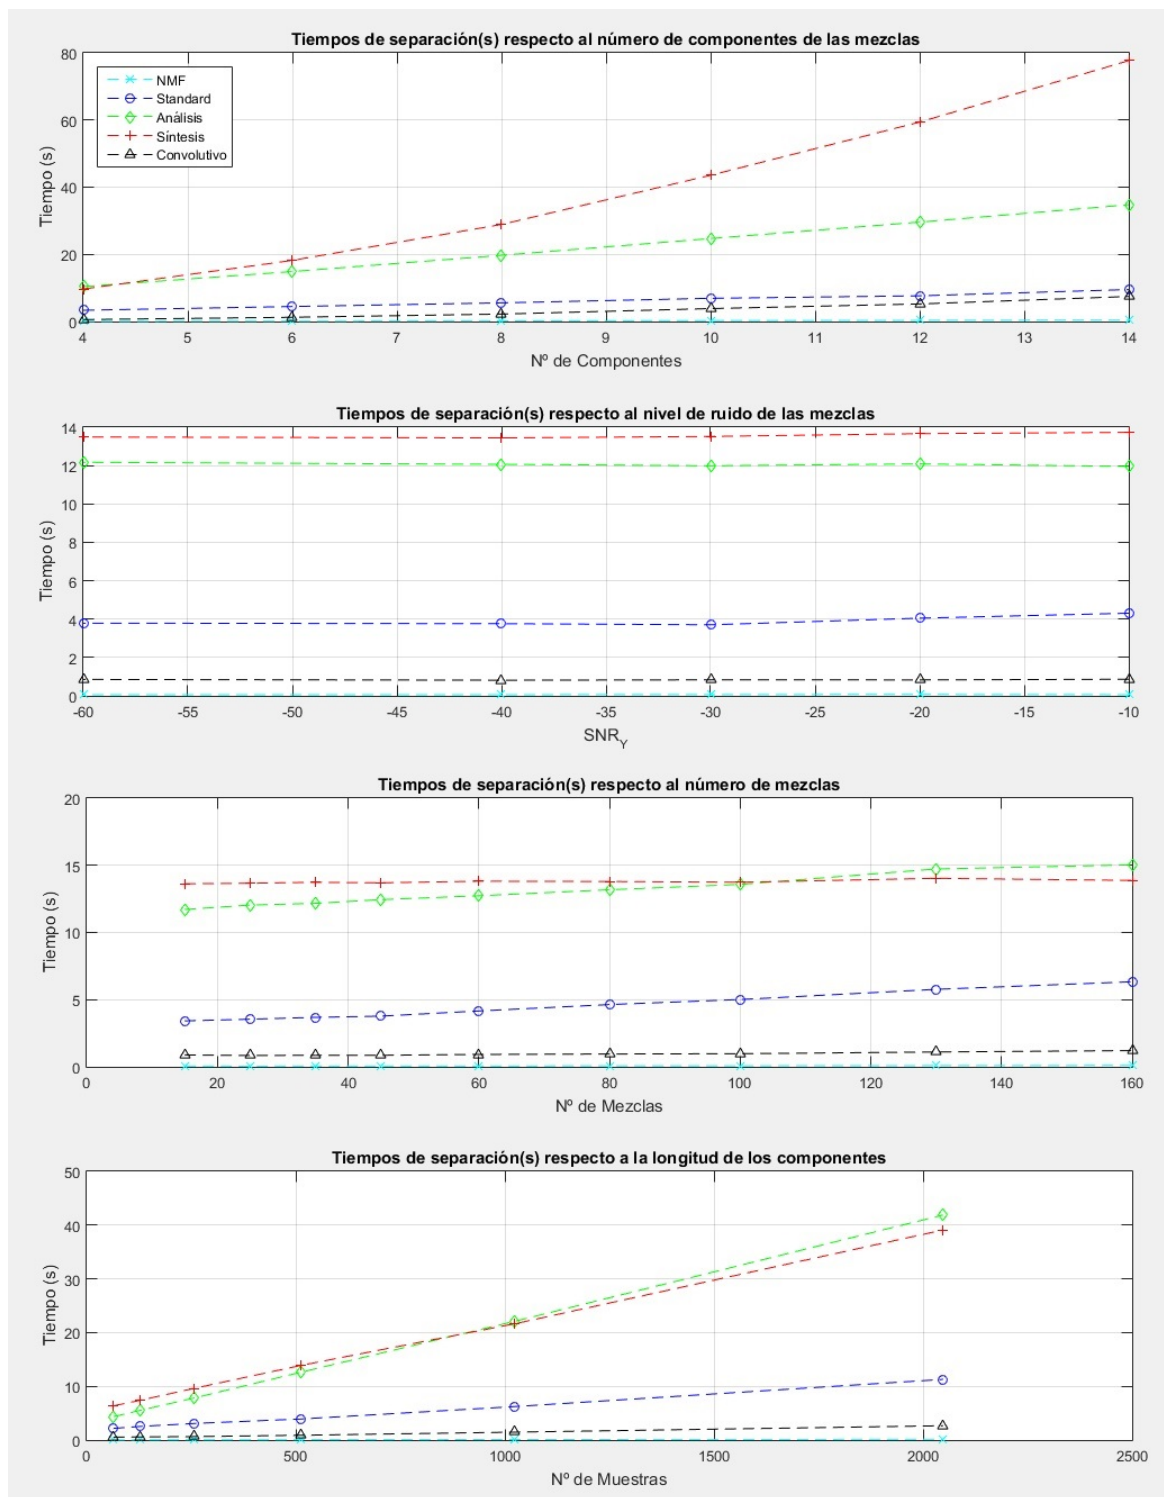 Tiempos de separación(s) respecto al número de componentes de las mezclas
80
60
40
20
0
Tiempo (s)
NMF
Standard
Análisis
Síntesis
Convolutivo
4 5 6 7 8 9 10 11 12 13 14
Nº de Componentes
Tiempos de separación(s) respecto al nivel de ruido de las mezclas
14
12
10
8
6
4
2
0
Tiempo (s)
-60 -55 -50 -45 -40 -35 -30 -25 -20 -15 -10
SNR_Y
Tiempos de separación(s) respecto al número de mezclas
20
15
10
5
0
Tiempo (s)
0 20 40 60 80 100 120 140 160
Nº de Mezclas
Tiempos de separación(s) respecto a la longitud de los componentes
50
40
30
20
10
0
Tiempo (s)
0 500 1000 1500 2000 2500
Nº de Muestras